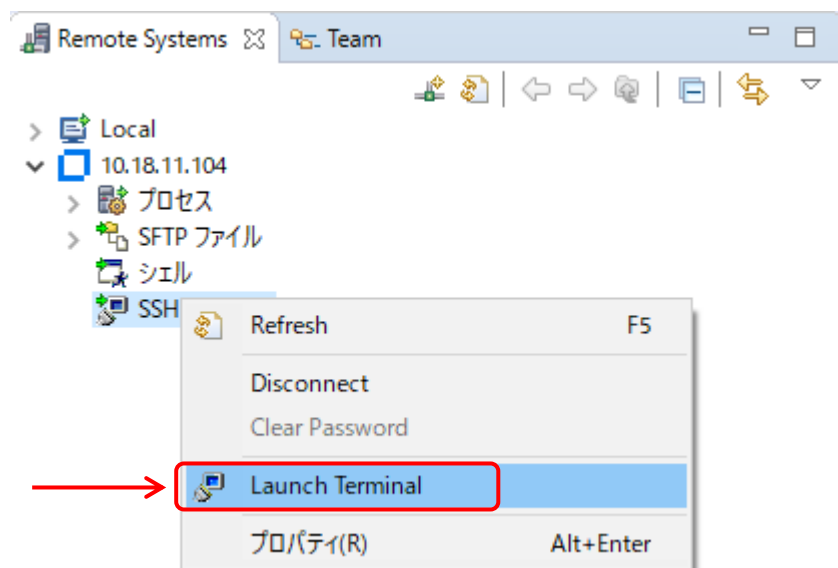 Remote Systems Team
Local
10.18.11.104
プロセス
SFTP ファイル
シェル
SSH
Refresh F5
Disconnect
Clear Password
Launch Terminal
プロパティ(R) Alt+Enter